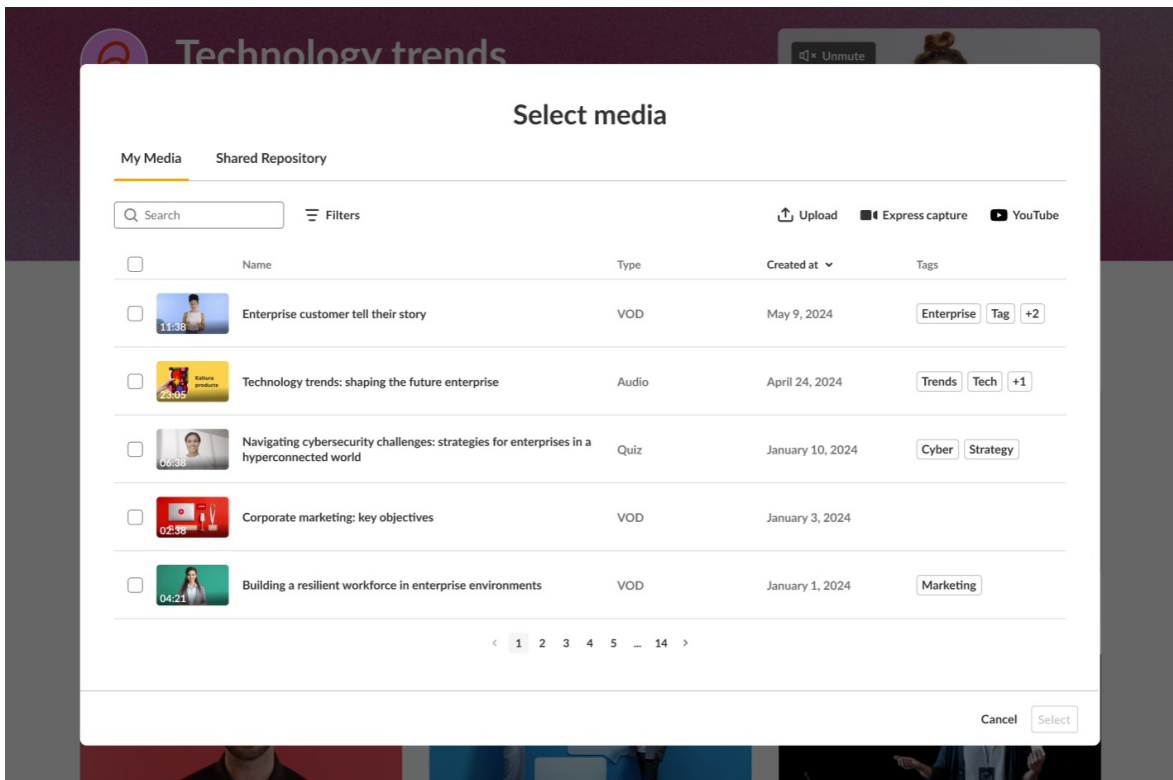 Technology trends
Unmute
Select media
My Media Shared Repository
Search Filters Upload Express capture YouTube
Name Type Created at Tags
11:38 Enterprise customer tell their story VOD May 9, 2024 Enterprise Tag +2
Kaltura
products
23:05 Technology trends: shaping the future enterprise Audio April 24, 2024 Trends Tech +1
06:38 Navigating cybersecurity challenges: strategies for enterprises in a
hyperconnected world Quiz January 10, 2024 Cyber Strategy
02:38 Corporate marketing: key objectives VOD January 3, 2024
04:21 Building a resilient workforce in enterprise environments VOD January 1, 2024 Marketing
< 1 2 3 4 5 ... 14 >
Cancel Select